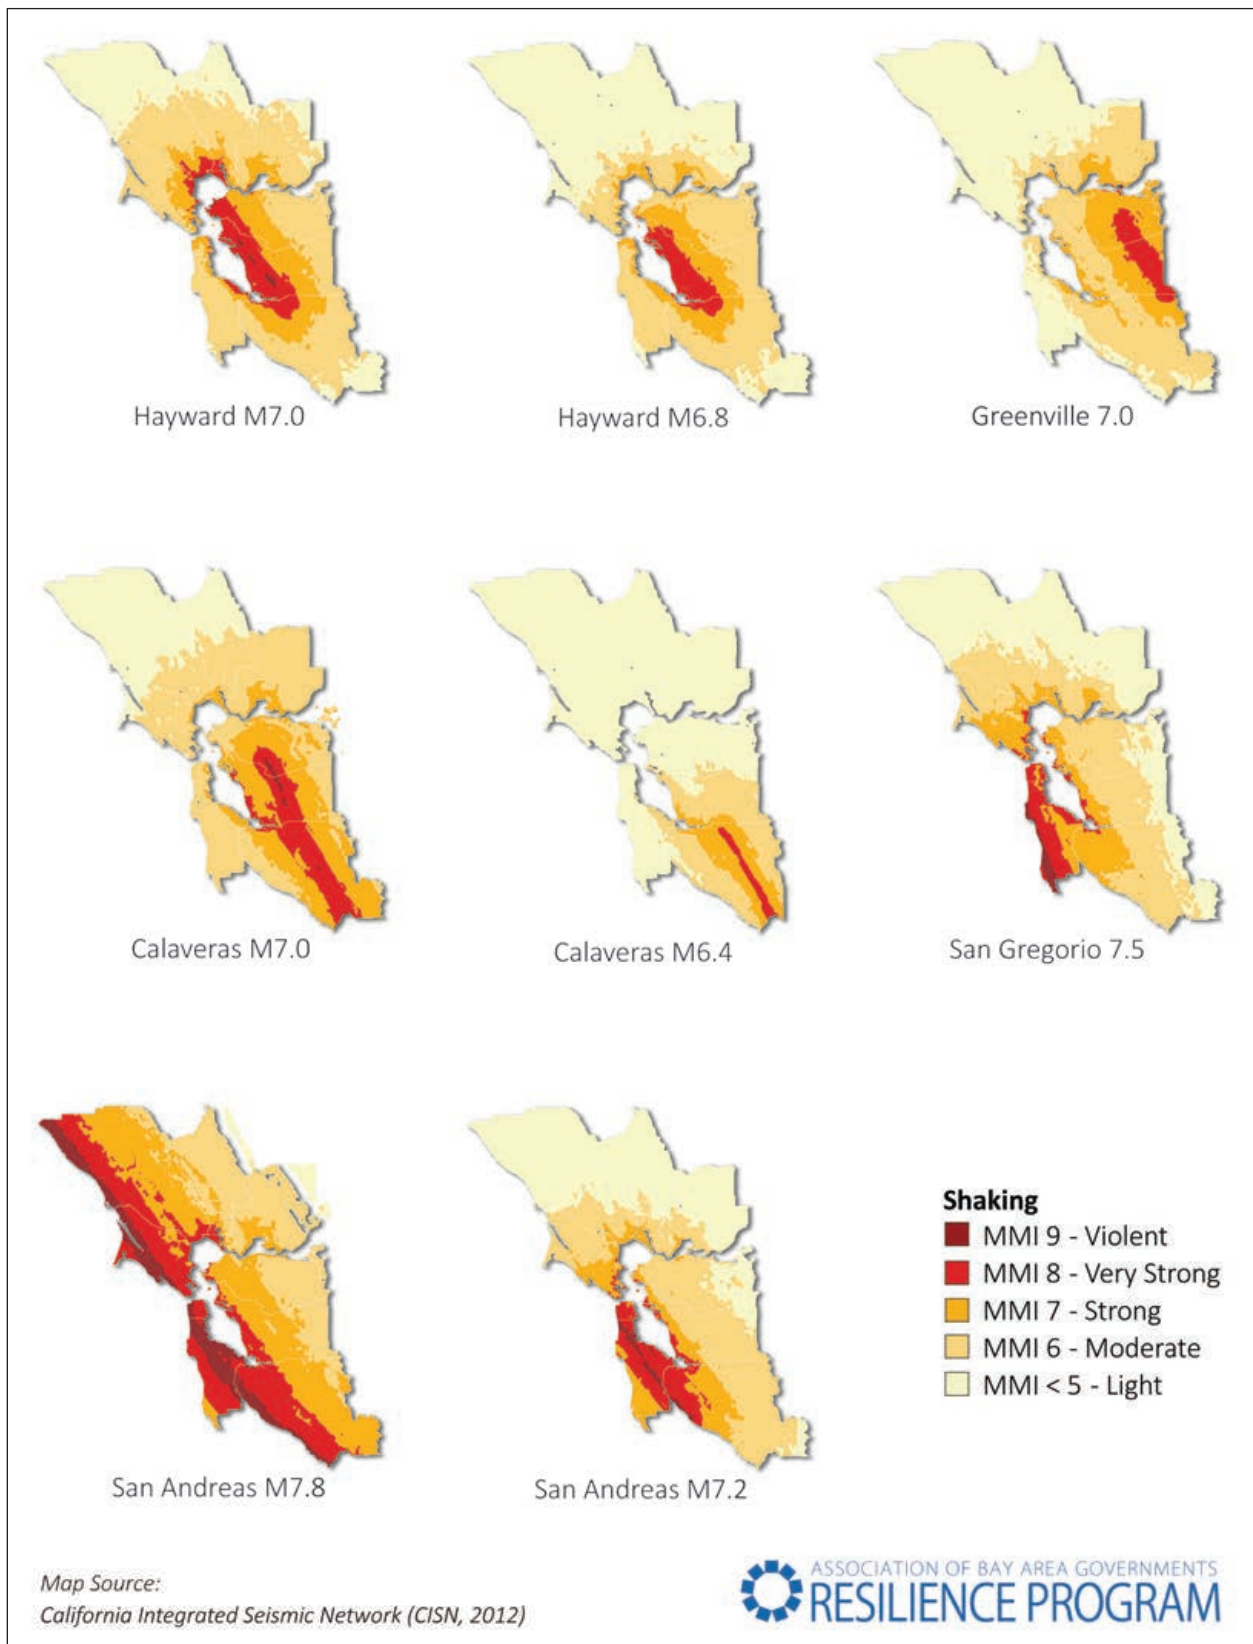 Hayward M7.0
Hayward M6.8
Greenville 7.0
Calaveras M7.0
Calaveras M6.4
San Gregorio 7.5
San Andreas M7.8
San Andreas M7.2
Shaking
MMI 9 - Violent
MMI 8 - Very Strong
MMI 7 - Strong
MMI 6 - Moderate
MMI < 5 - Light
Map Source:
California Integrated Seismic Network (CISN, 2012)
ASSOCIATION OF BAY AREA GOVERNMENTS
RESILIENCE PROGRAM